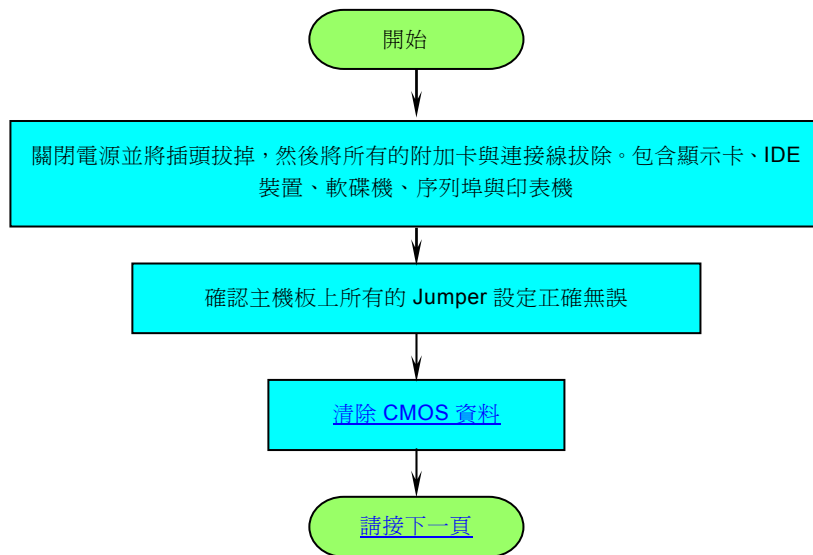 開始
關閉電源並將插頭拔掉，然後將所有的附加卡與連接線拔除。包含顯示卡、IDE
裝置、軟碟機、序列埠與印表機
確認主機板上所有的 Jumper 設定正確無誤
清除 CMOS 資料
請接下一頁